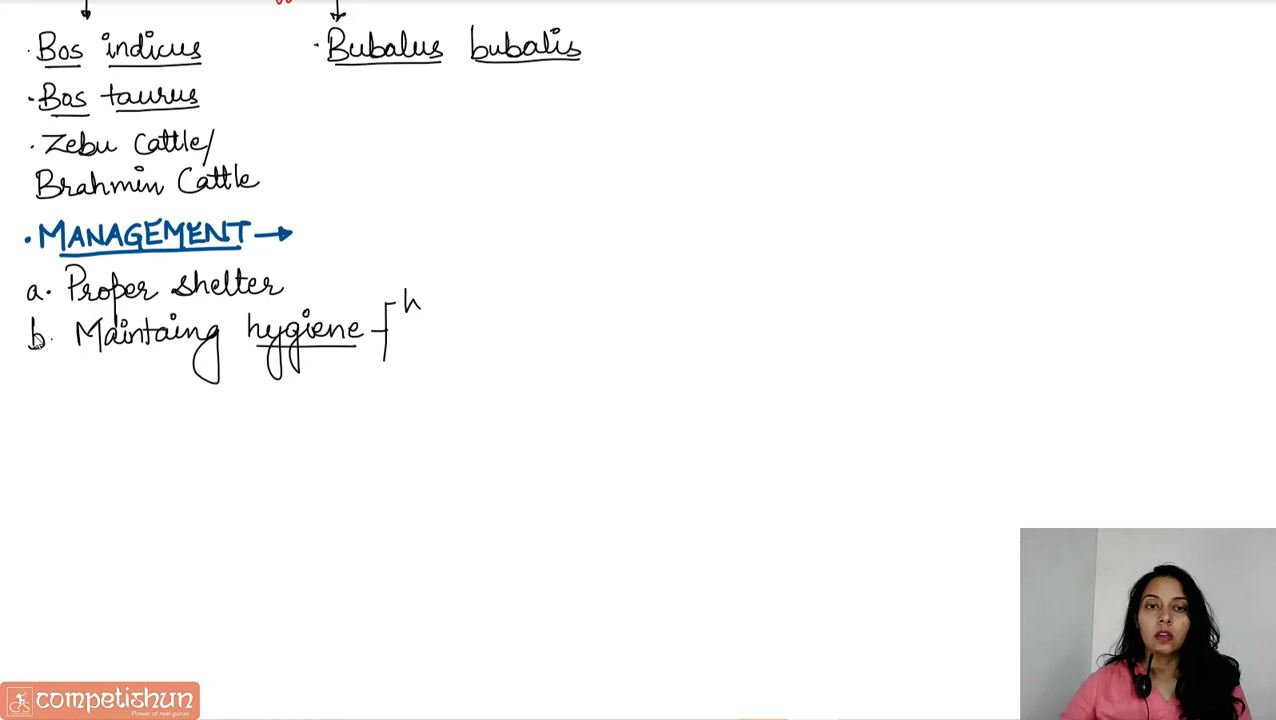 · Bos indicus
· Bubalus bubalis
· Bos taurus
· Zebu Cattle/
Brahmin Cattle
· MANAGEMENT →
a. Proper shelter
b. Maintaing hygiene h
competishun
Power of real gurus